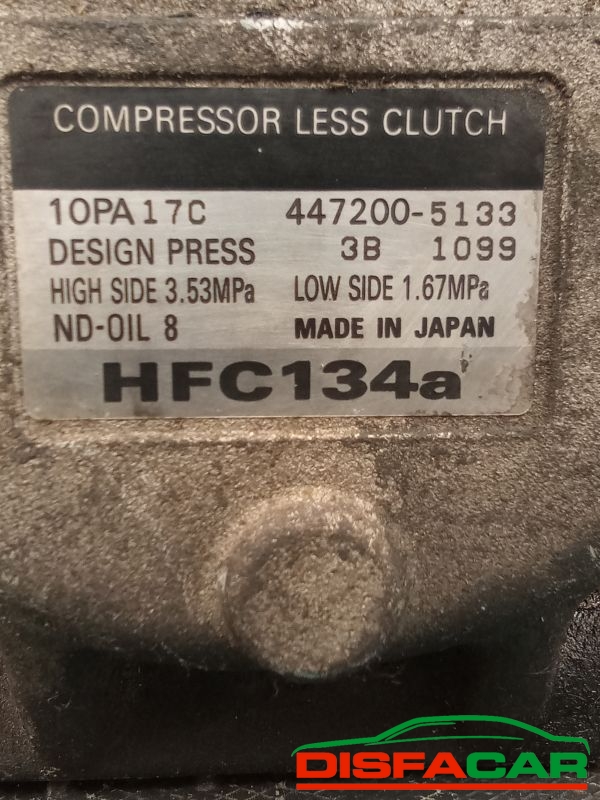 COMPRESSOR LESS CLUTCH
10PA17C 447200-5133
DESIGN PRESS 3B 1099
HIGH SIDE 3.53MPa LOW SIDE 1.67MPa
ND-OIL 8 MADE IN JAPAN
HFC134a
DISFACAR